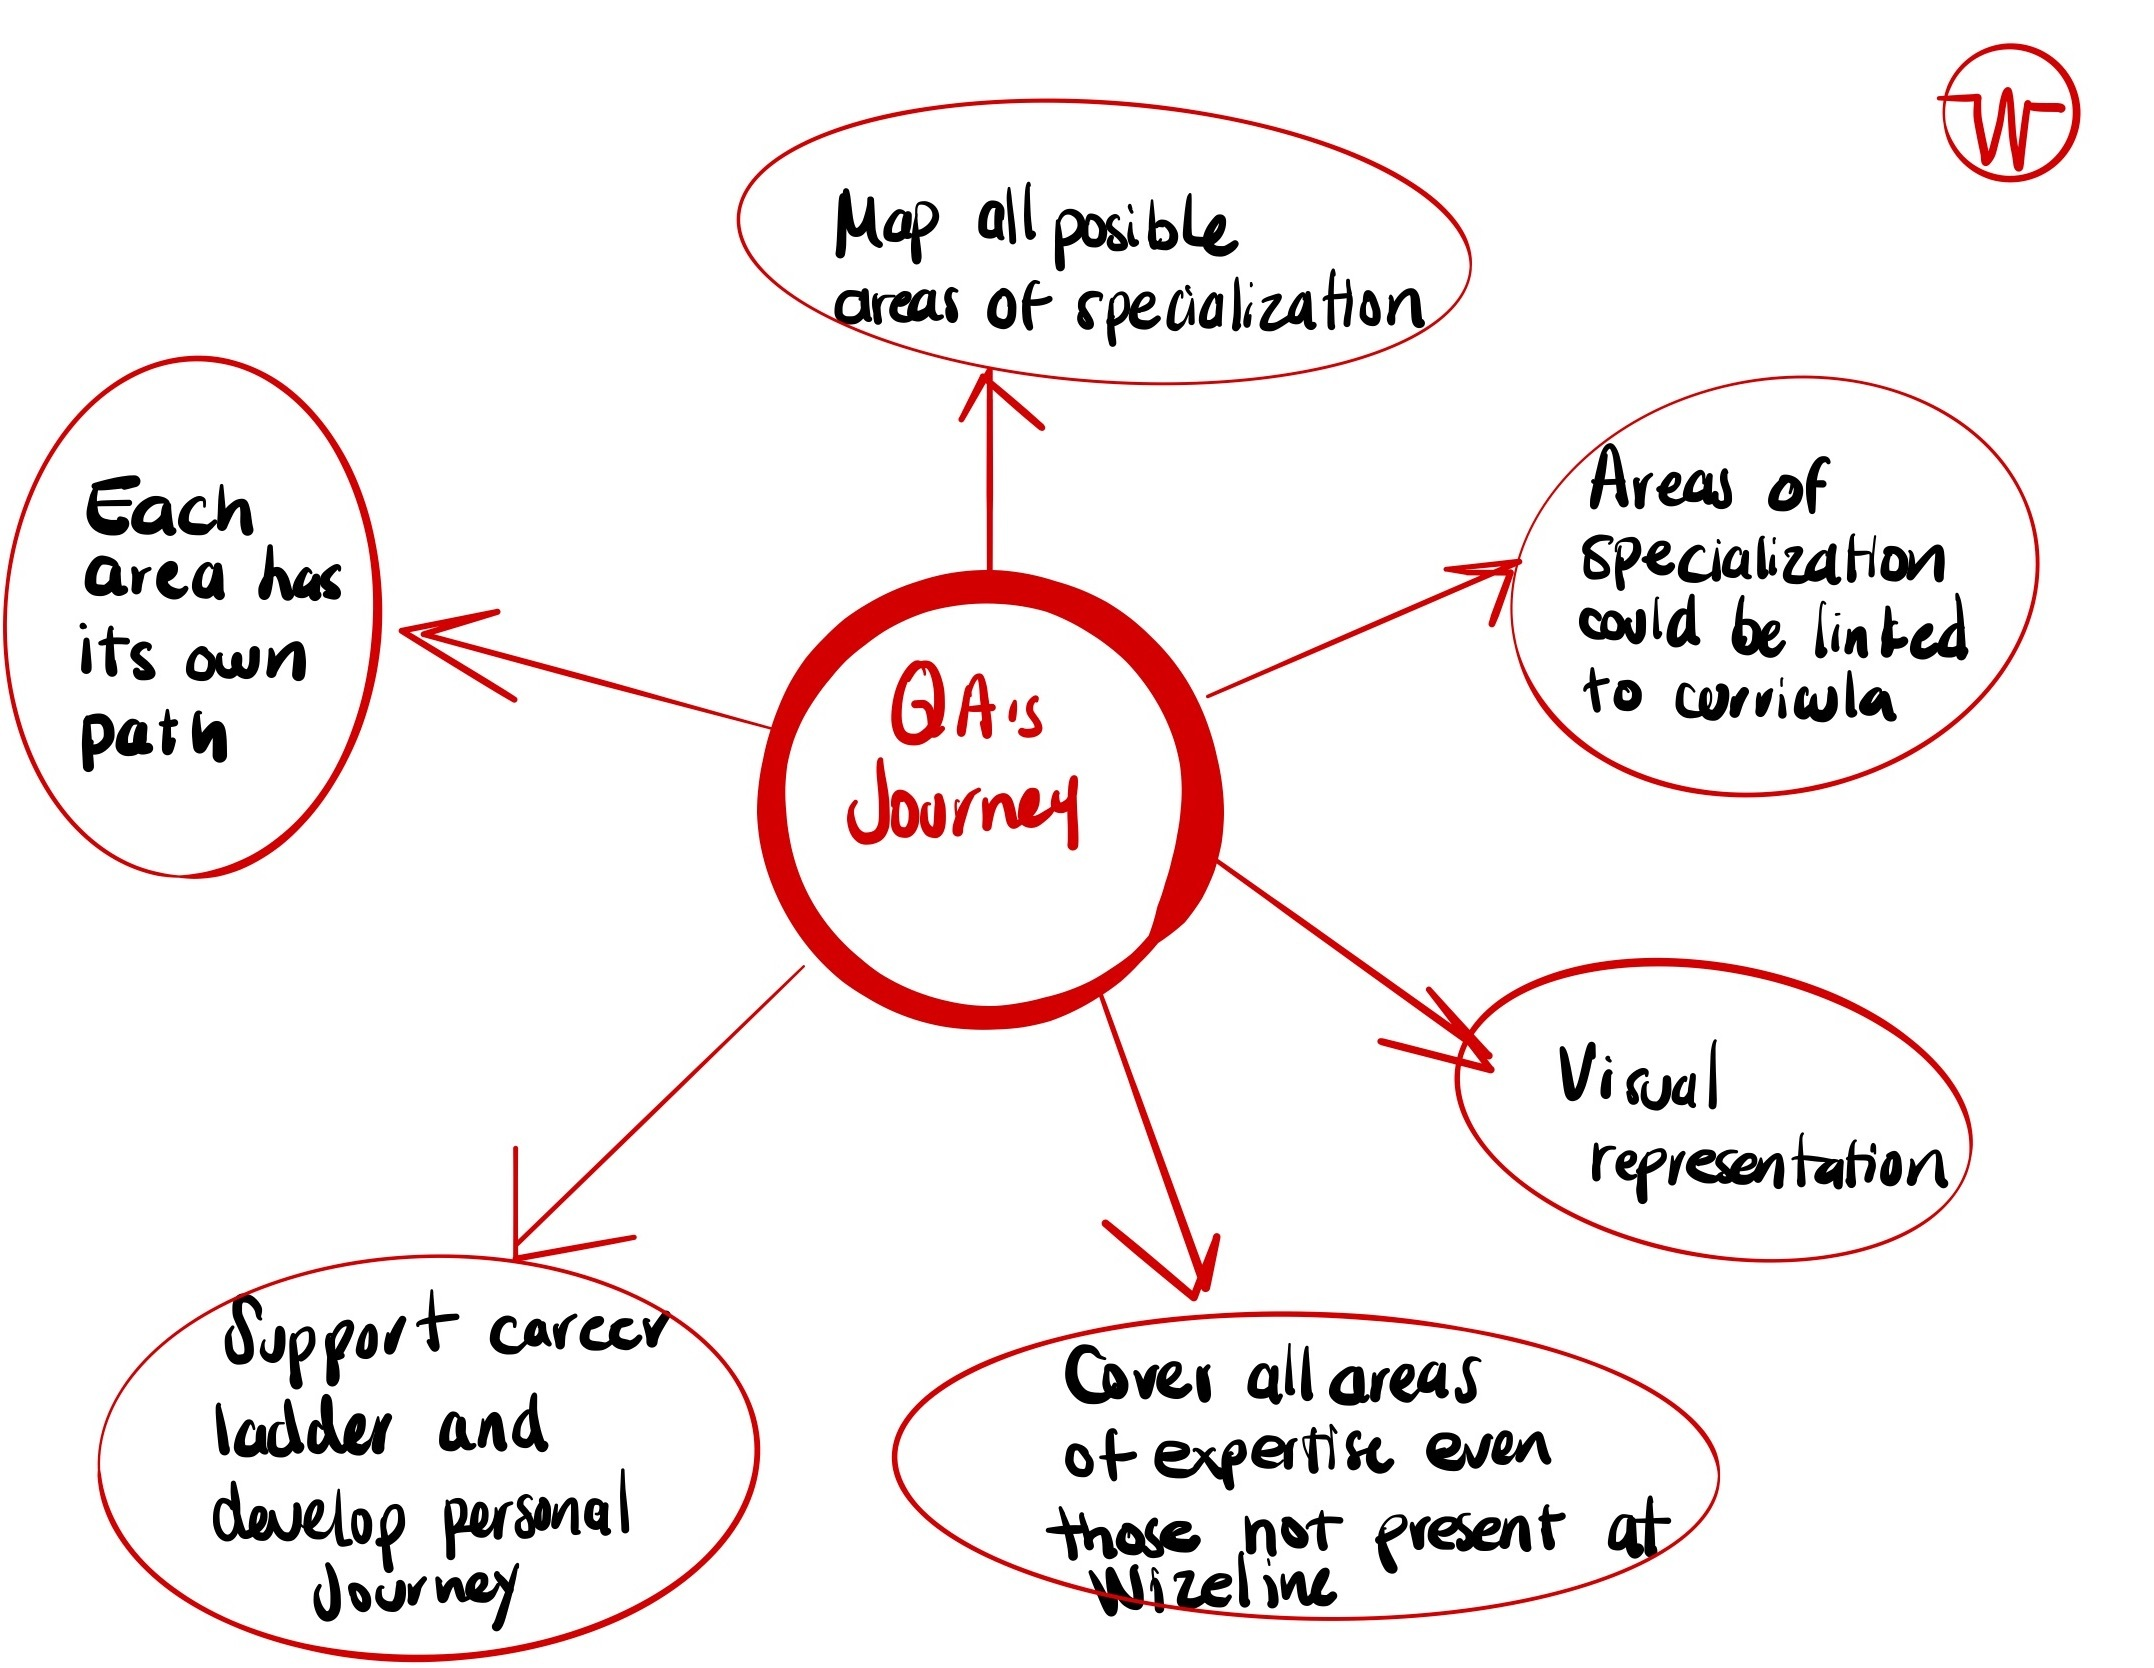 W
Map all posible
areas of specialization
Each
area has
its own
path
Areas of
specialization
could be linked
to curricula
QA's
Journey
Visual
representation
Support career
ladder and
develop personal
Journey
Cover all areas
of expertise even
those not present at
Wizeline